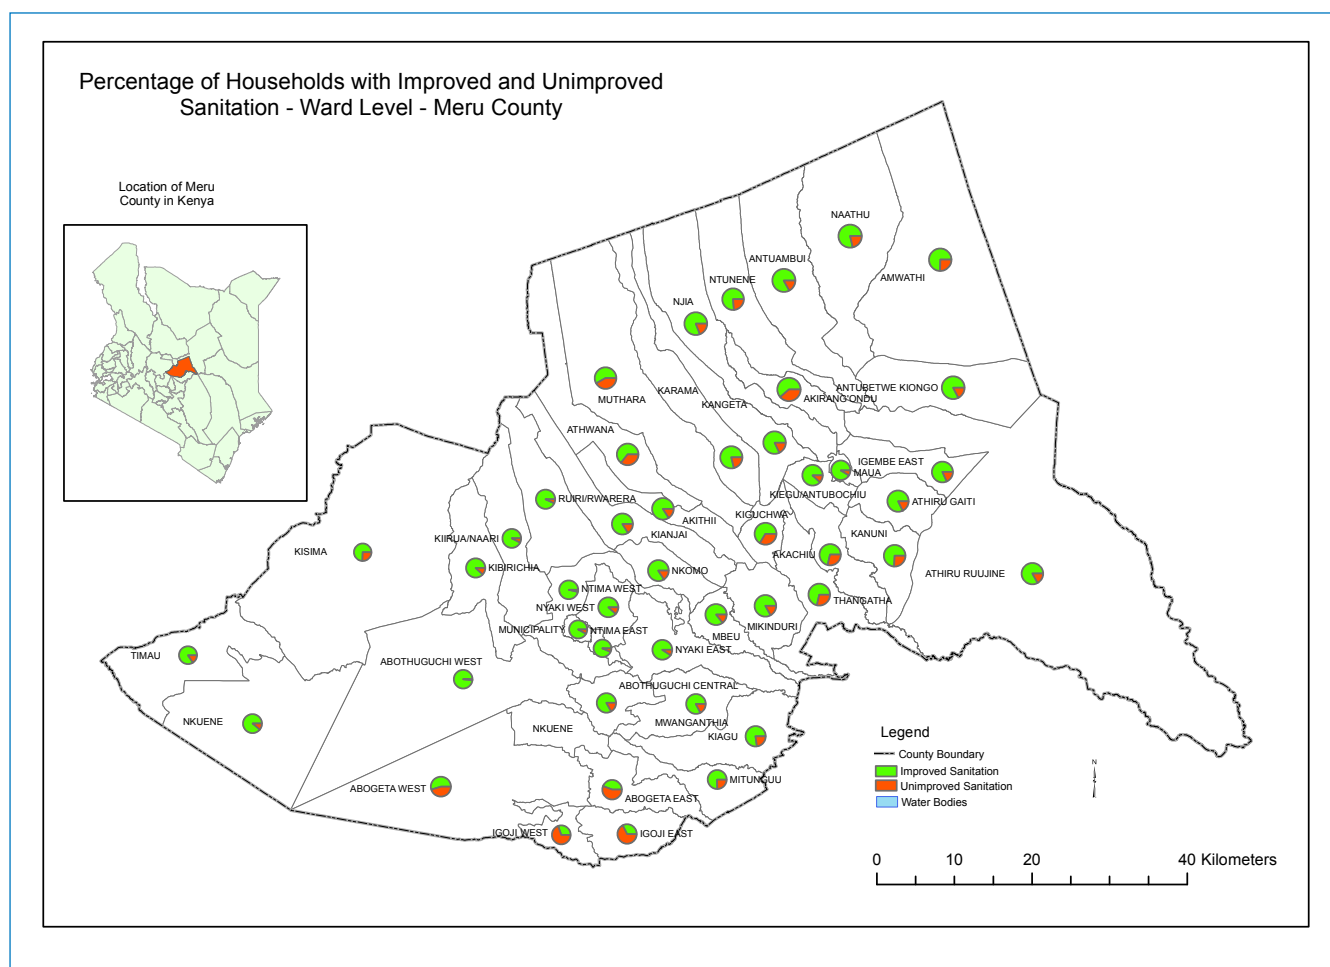 Percentage of Households with Improved and Unimproved
Sanitation - Ward Level - Meru County
Location of Meru
County in Kenya
NAATHU
AMWATHI
ANTUAMBUI
NTUNENE
NJIA
MUTHARA
KARAMA
KANGETA
AKIRANG'ONDU
ANTUBETWE KIONGO
ATHWANA
IGEMBE EAST
MAUA
KIEGU/ANTUBOCHIU
ATHIRU GAITI
RUIRI/RWARERA
AKITHII
KIGUCHWA
KIANJAI
KANUNI
KIIRUA/NAARI
KISIMA
AKACHIU
KIBIRICHIA
NKOMO
ATHIRU RUUJINE
NTIMA WEST
NYAKI WEST
THANGATHA
MIKINDURI
MUNICIPALITY
NTIMA EAST
MBEU
NYAKI EAST
TIMAU
ABOTHUGUCHI WEST
ABOTHUGUCHI CENTRAL
NKUENE
MWANGANTHIA
NKUENE
KIAGU
MITUNGUU
ABOGETA WEST
ABOGETA EAST
IGOJI WEST
IGOJI EAST
Legend
County Boundary
Improved Sanitation
Unimproved Sanitation
Water Bodies
N
0 10 20 40 Kilometers